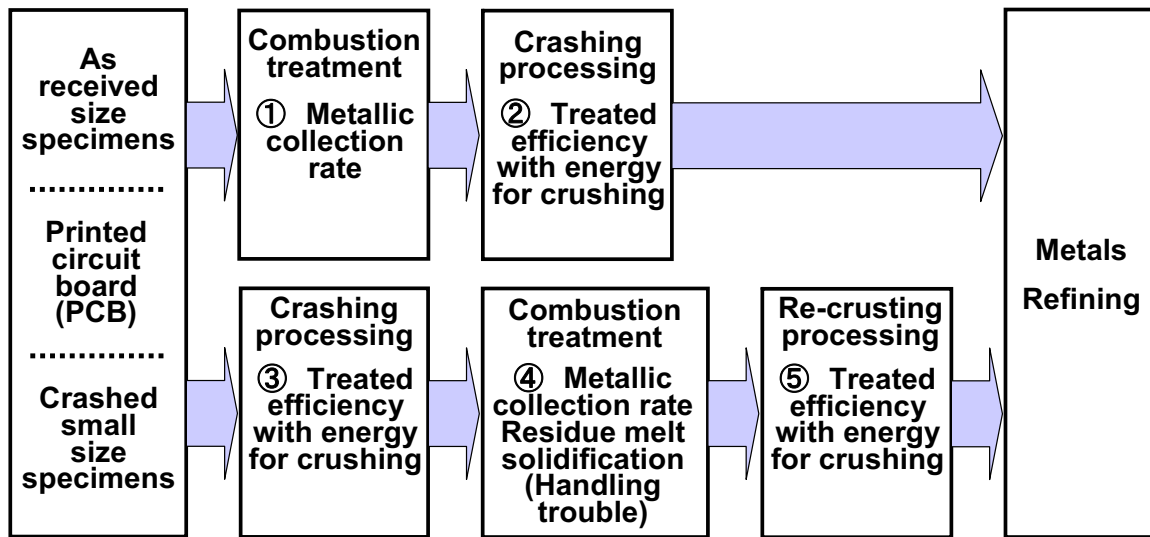 As
received
size
specimens
Printed
circuit
board
(PCB)
Crashed
small
size
specimens
Combustion
treatment
① Metallic
collection
rate
Crashing
processing
② Treated
efficiency
with energy
for crushing
Crashing
processing
③ Treated
efficiency
with energy
for crushing
Combustion
treatment
④ Metallic
collection rate
Residue melt
solidification
(Handling
trouble)
Re-crusting
processing
⑤ Treated
efficiency
with energy
for crushing
Metals
Refining